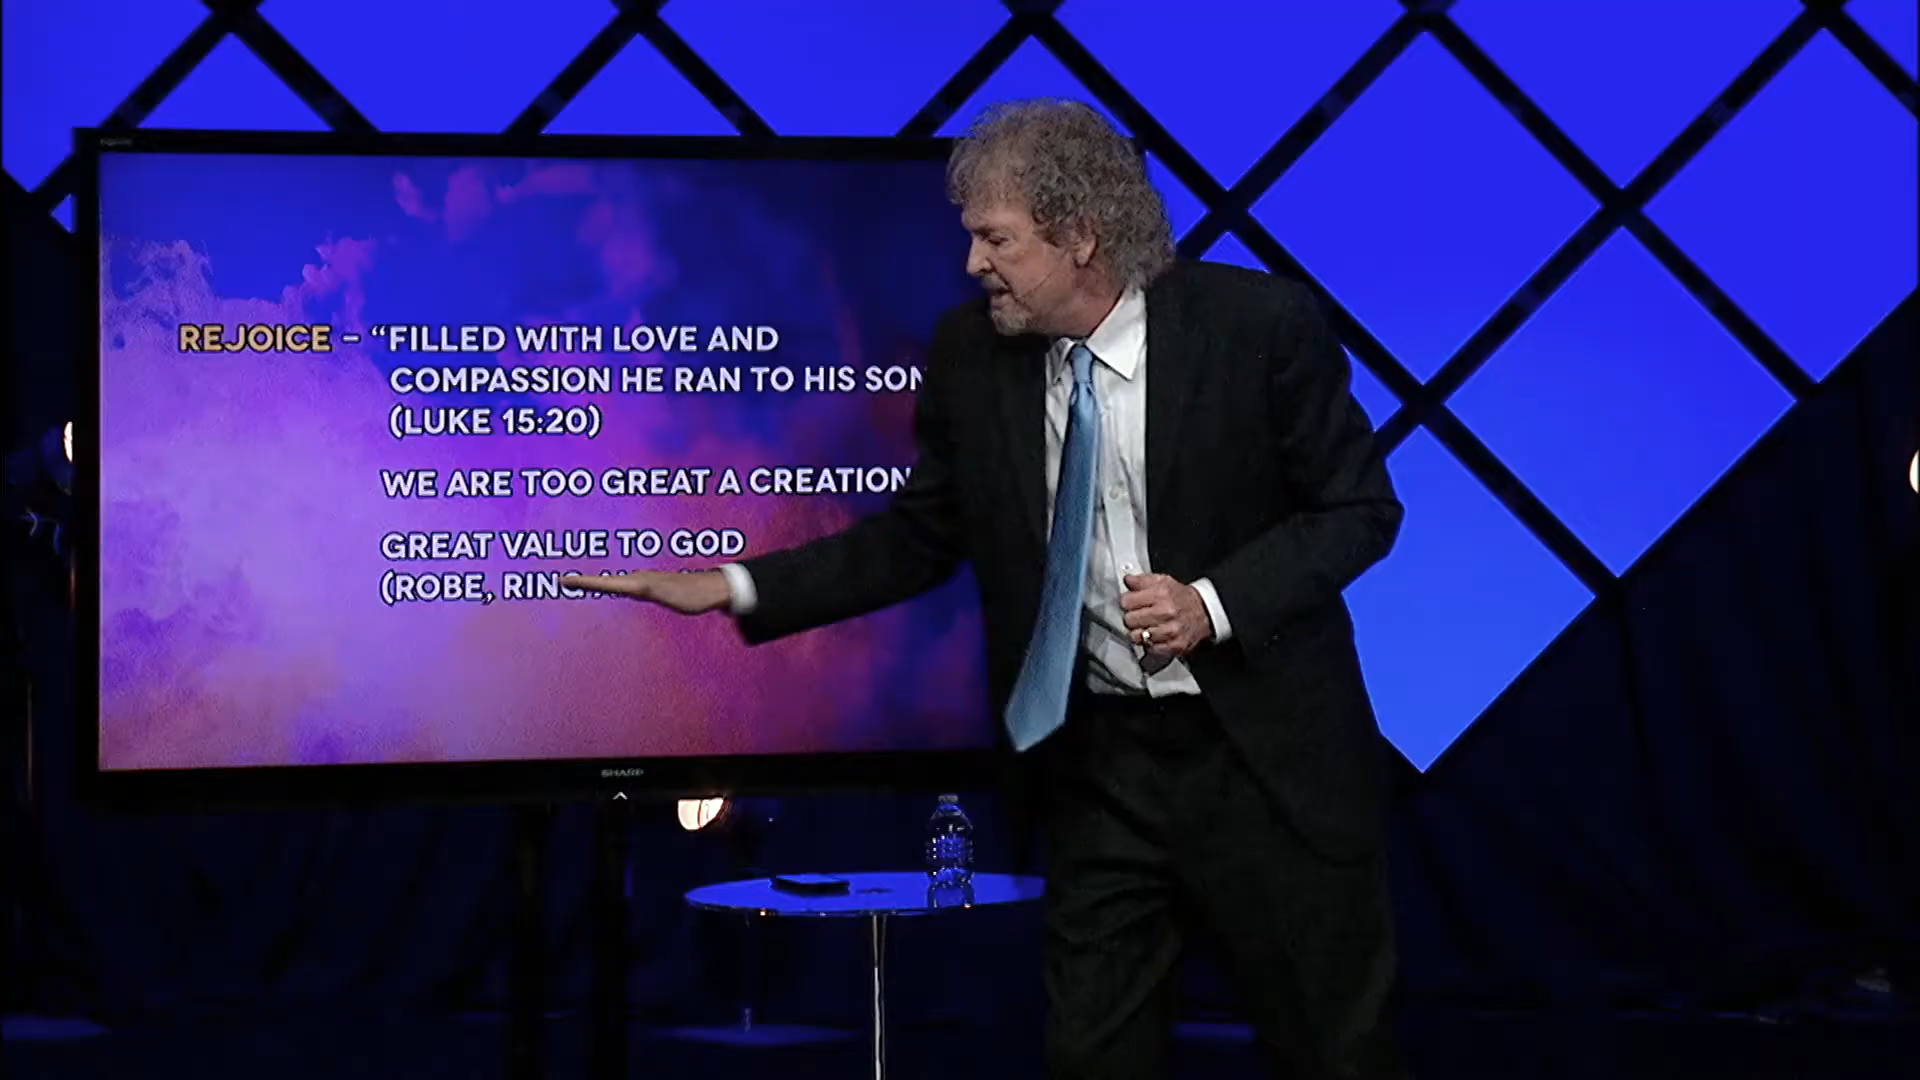 REJOICE – “FILLED WITH LOVE AND
COMPASSION HE RAN TO HIS SON
(LUKE 15:20)
WE ARE TOO GREAT A CREATION
GREAT VALUE TO GOD
(ROBE, RING
SHARP